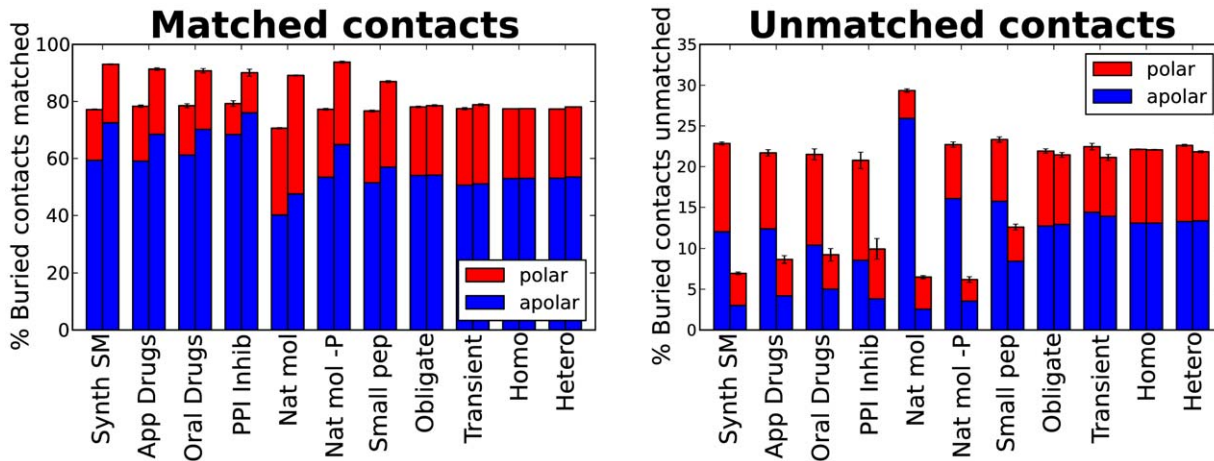 Matched contacts
% Buried contacts matched
100
80
60
40
20
0
polar
apolar
Synth SM
App Drugs
Oral Drugs
PPI Inhib
Nat mol
Nat mol -P
Small pep
Obligate
Transient
Homo
Hetero
Unmatched contacts
% Buried contacts unmatched
35
30
25
20
15
10
5
0
polar
apolar
Synth SM
App Drugs
Oral Drugs
PPI Inhib
Nat mol
Nat mol -P
Small pep
Obligate
Transient
Homo
Hetero